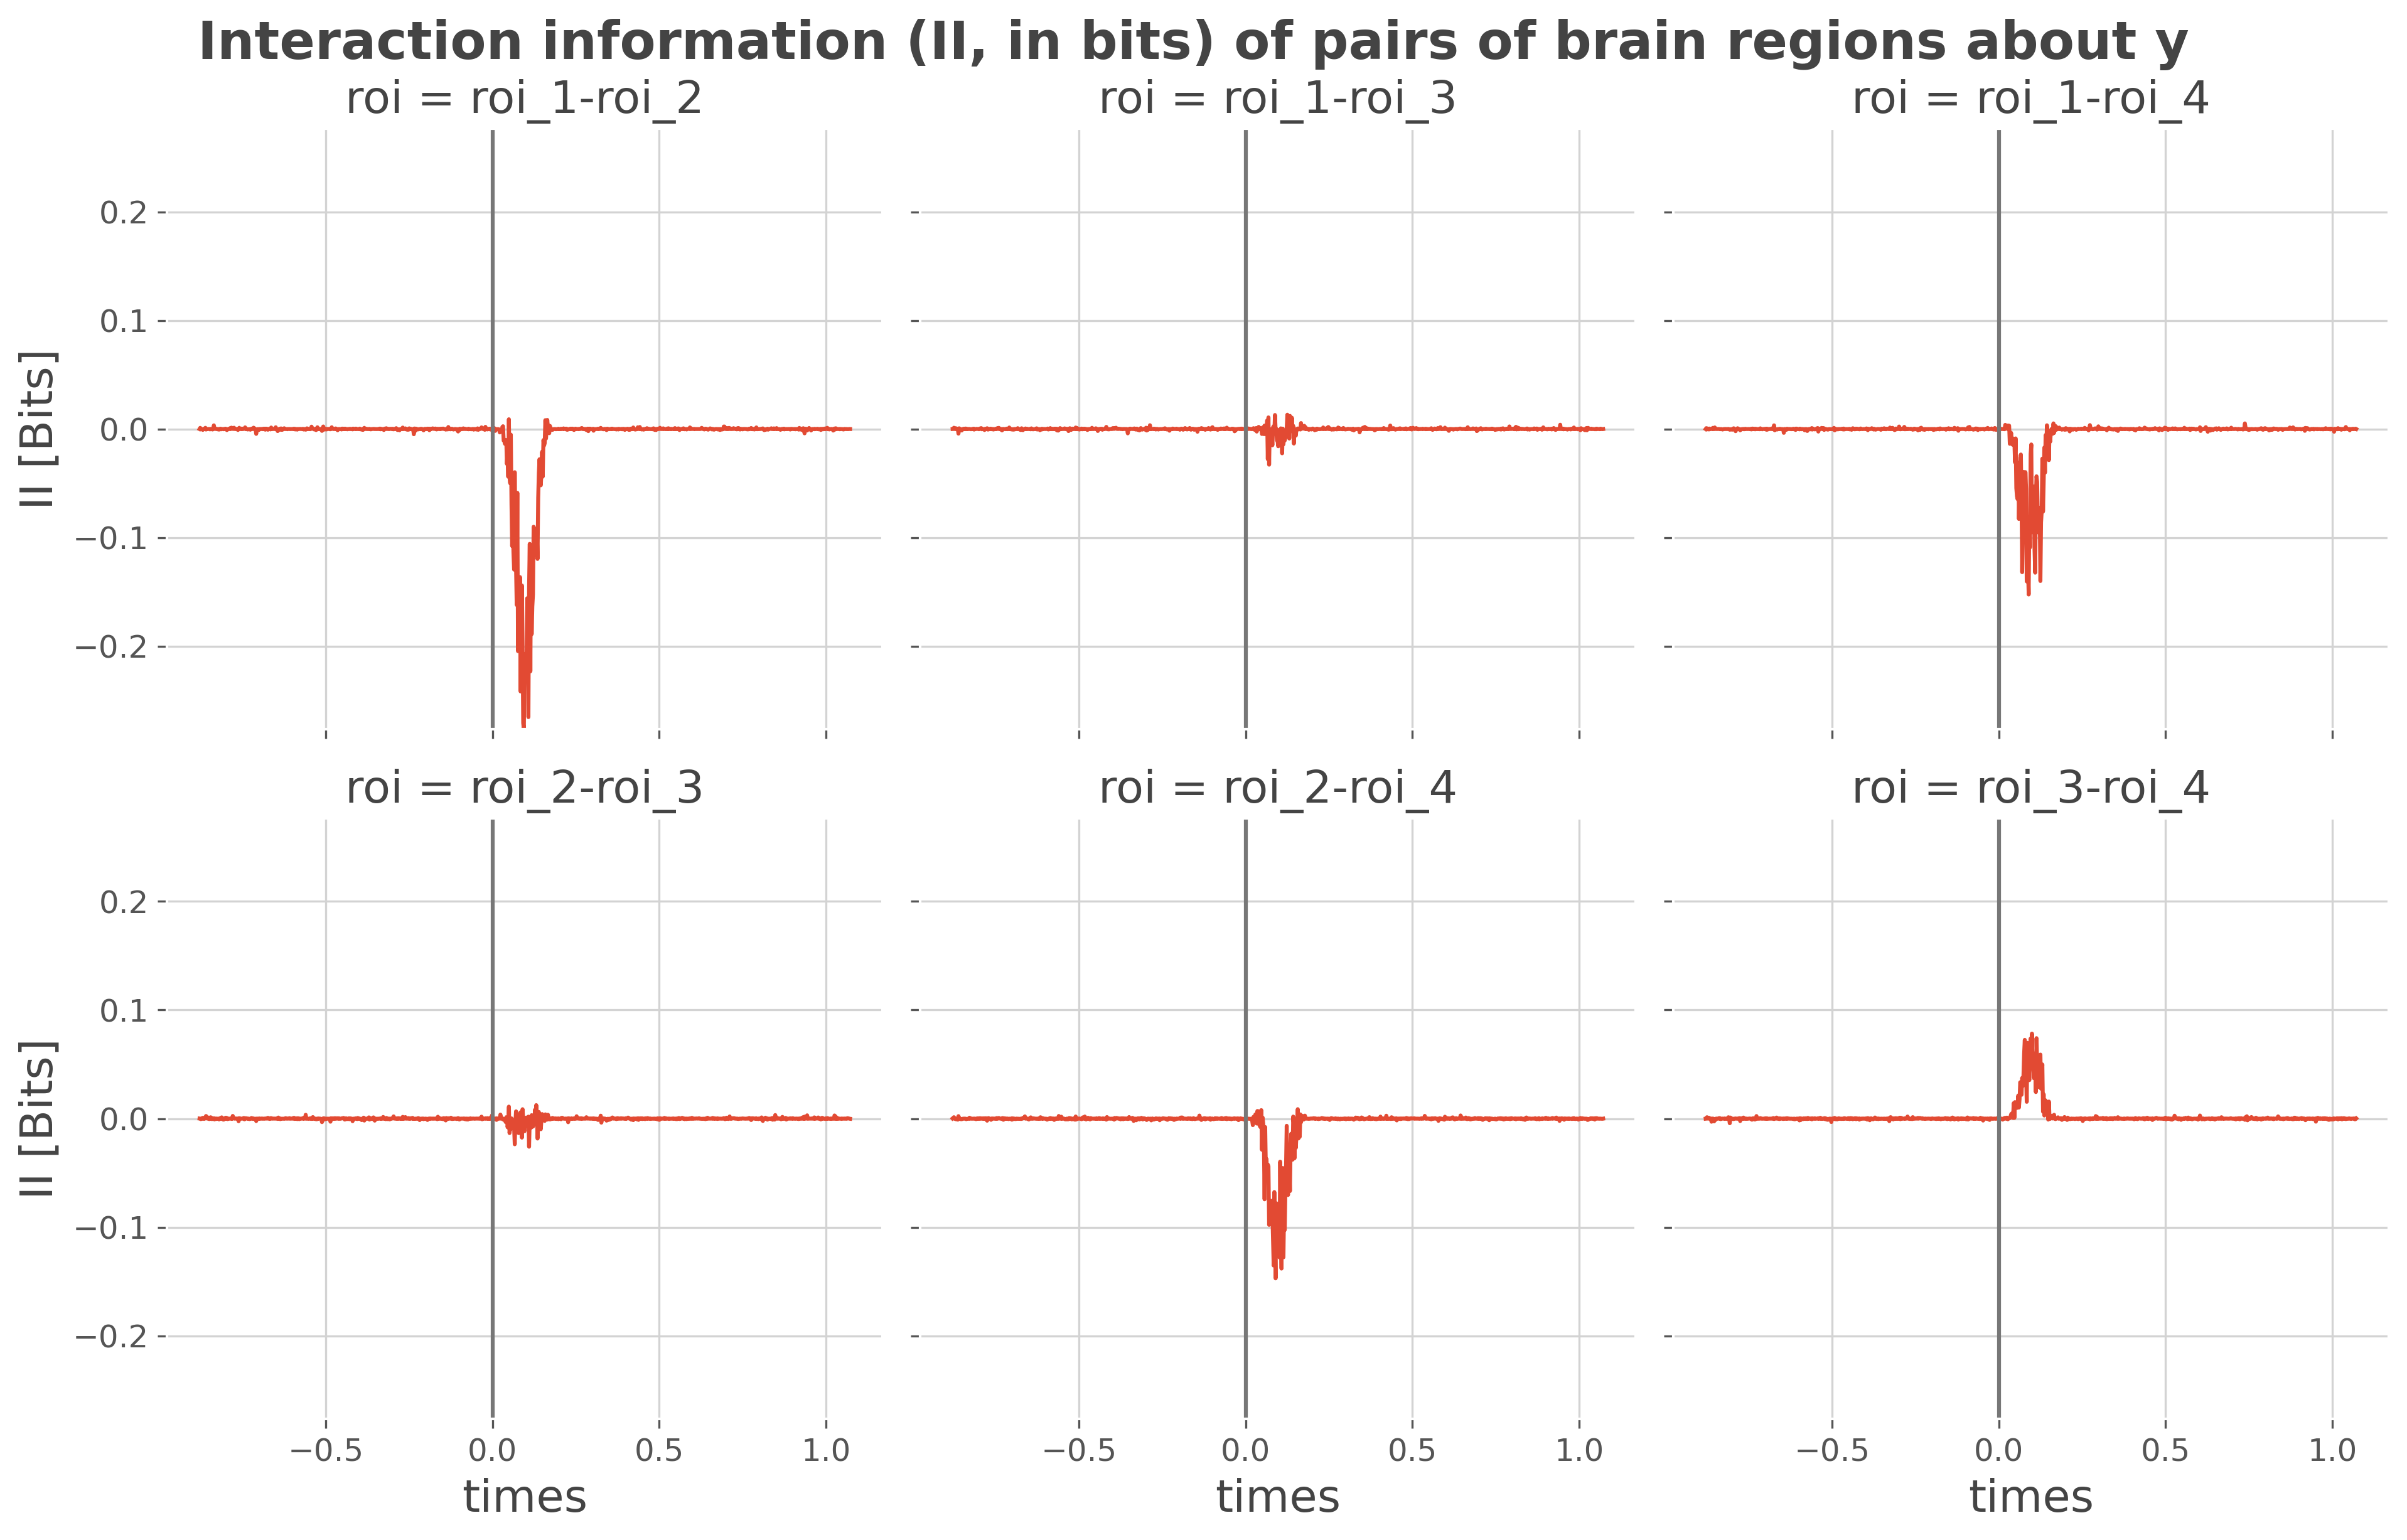 Interaction information (II, in bits) of pairs of brain regions about y
roi = roi_1-roi_2
roi = roi_1-roi_3
roi = roi_1-roi_4
II [Bits]
0.2
0.1
0.0
−0.1
−0.2
roi = roi_2-roi_3
roi = roi_2-roi_4
roi = roi_3-roi_4
II [Bits]
0.2
0.1
0.0
−0.1
−0.2
−0.5 0.0 0.5 1.0
−0.5 0.0 0.5 1.0
−0.5 0.0 0.5 1.0
times
times
times